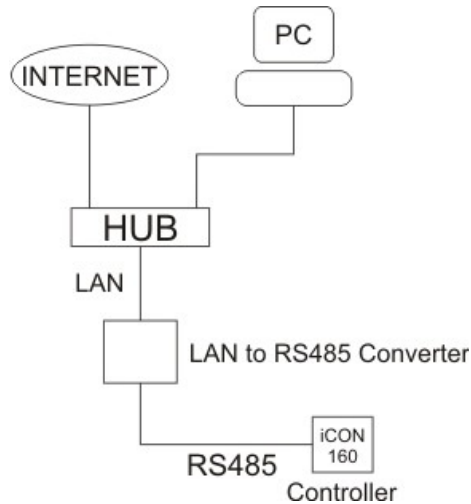 PC
INTERNET
HUB
LAN
LAN to RS485 Converter
iCON
160
RS485
Controller